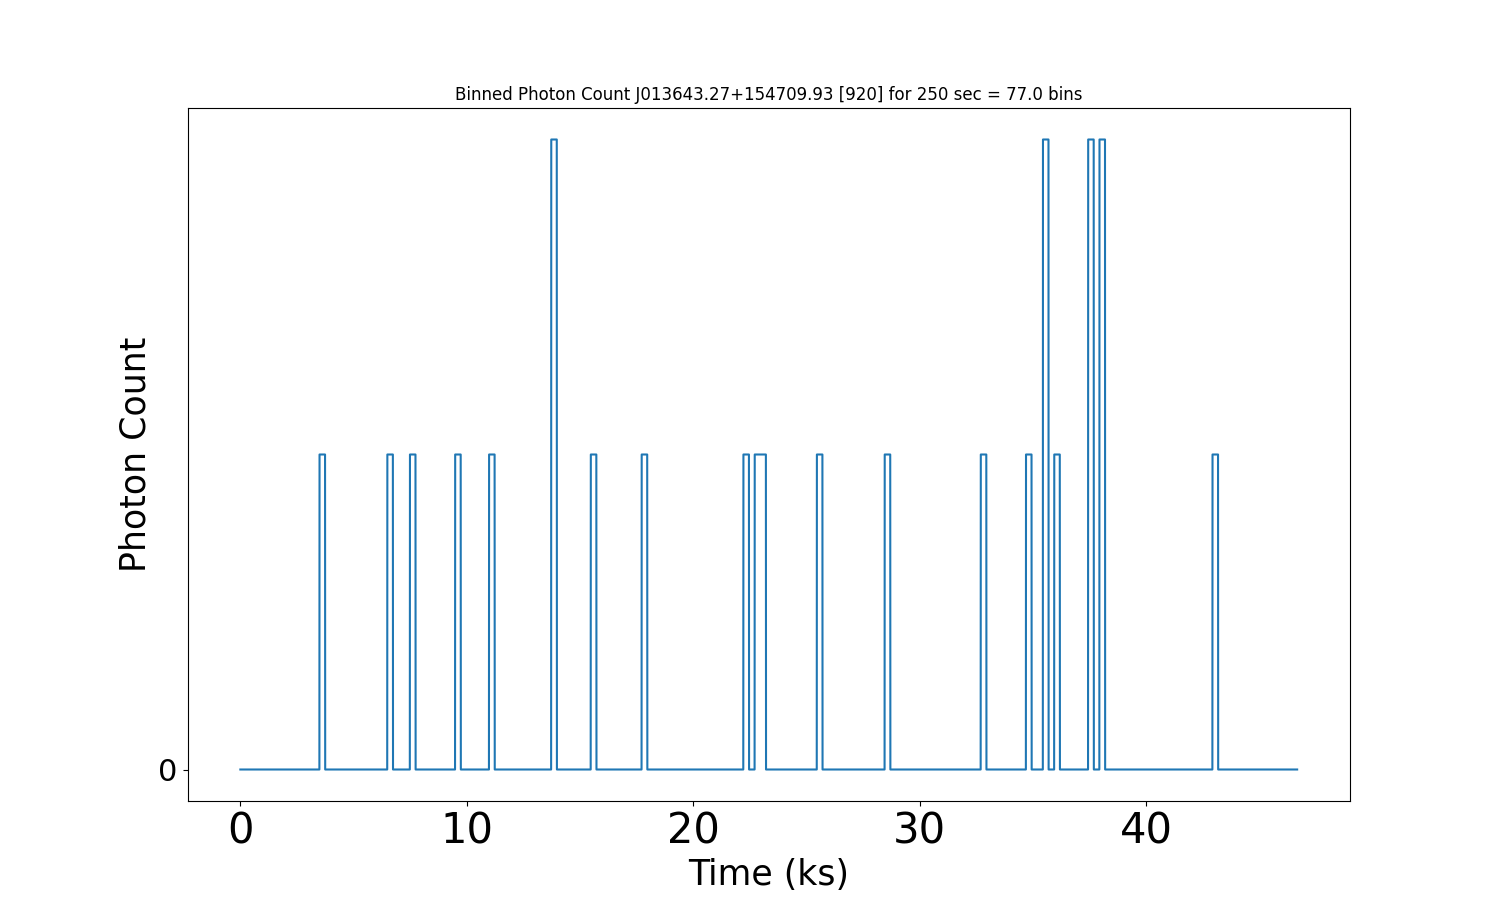 Binned Photon Count J013643.27+154709.93 [920] for 250 sec = 77.0 bins
Photon Count
0
0 10 20 30 40
Time (ks)